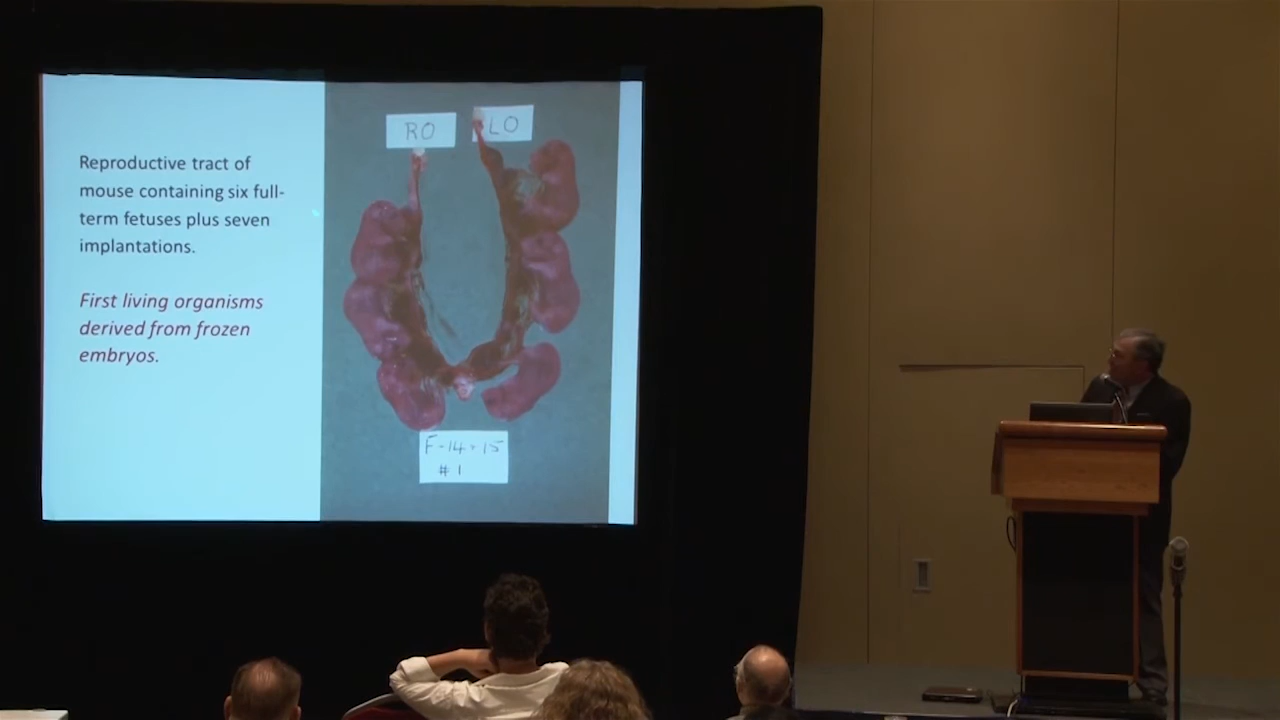 Reproductive tract of
mouse containing six full-
term fetuses plus seven
implantations.
First living organisms
derived from frozen
embryos.
RO
LO
F-14+15
# 1